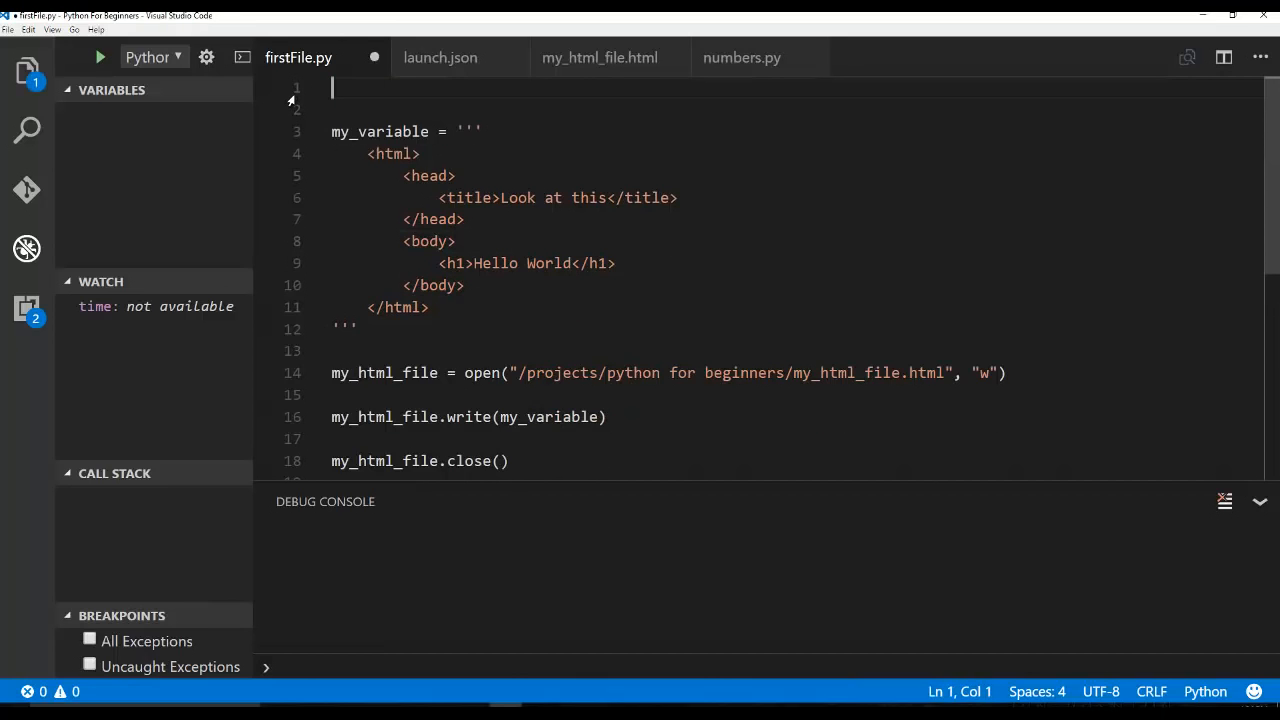 ● firstFile.py - Python For Beginners - Visual Studio Code
File Edit View Go Help
Python
firstFile.py
launch.json
my_html_file.html
numbers.py
VARIABLES
WATCH
time: not available
CALL STACK
BREAKPOINTS
All Exceptions
Uncaught Exceptions
1
2
3 my_variable = '''
4 <html>
5 <head>
6 <title>Look at this</title>
7 </head>
8 <body>
9 <h1>Hello World</h1>
10 </body>
11 </html>
12 '''
13
14 my_html_file = open("/projects/python for beginners/my_html_file.html", "w")
15
16 my_html_file.write(my_variable)
17
18 my_html_file.close()
DEBUG CONSOLE
1
2
0 0
Ln 1, Col 1 Spaces: 4 UTF-8 CRLF Python